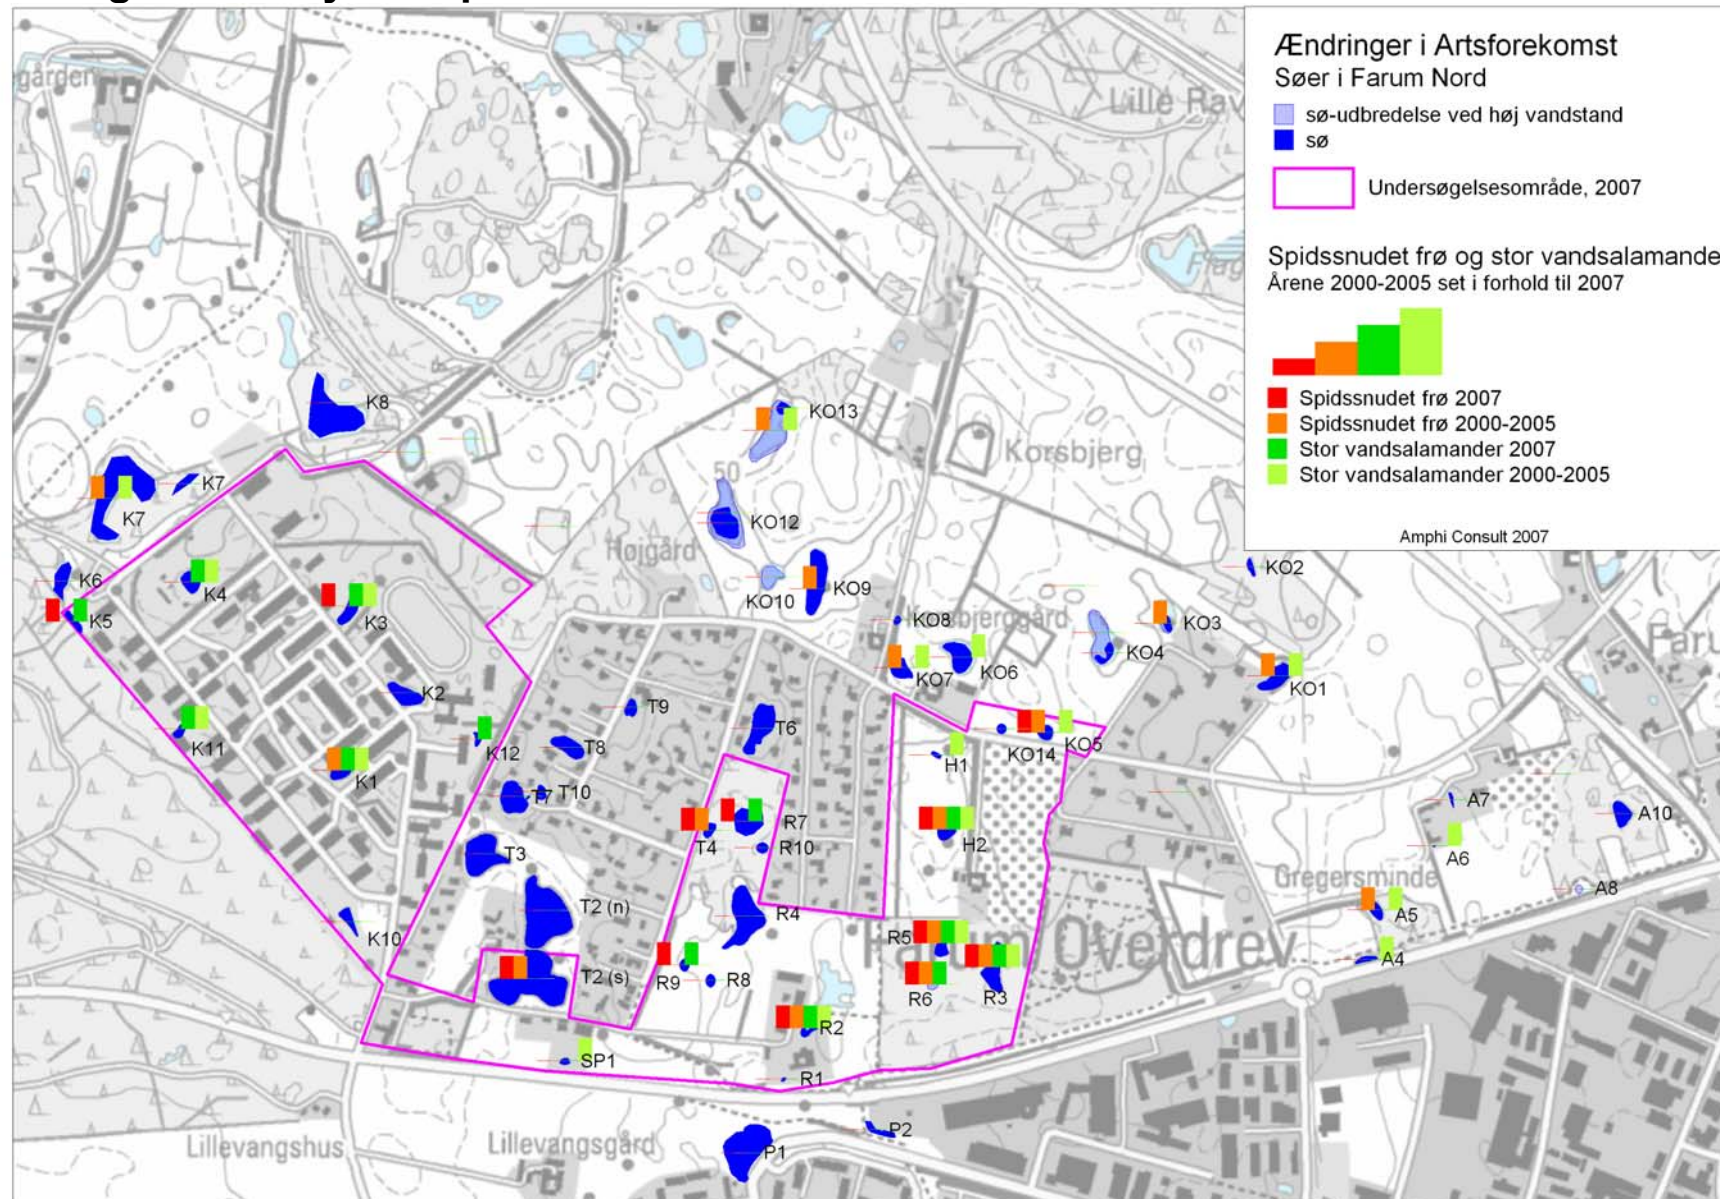 Ændringer i Artsforekomst
Søer i Farum Nord
sø-udbredelse ved høj vandstand
sø
Undersøgelsesområde, 2007
Spidssnudet frø og stor vandsalamande
Årene 2000-2005 set i forhold til 2007
Spidssnudet frø 2007
Spidssnudet frø 2000-2005
Stor vandsalamander 2007
Stor vandsalamander 2000-2005
Amphi Consult 2007
gården
Lille Rav
K8
KO13
Korsbjerg
50
K7
K7
KO12
Højgård
KO2
K6
K4
KO10
KO9
K5
K3
KO8
KO3
KO4
Faru
KO7
KO6
KO1
K2
T9
T6
K11
K12
T8
KO14
KO5
H1
K1
T7
T10
A7
A10
R7
T4
R10
H2
A6
T3
Gregersminde
A8
T2 (n)
R4
A5
K10
R5
Farum Overdrev
A4
T2 (s)
R9
R8
R6
R3
R2
SP1
R1
Lillevangshus
Lillevangsgård
P2
P1